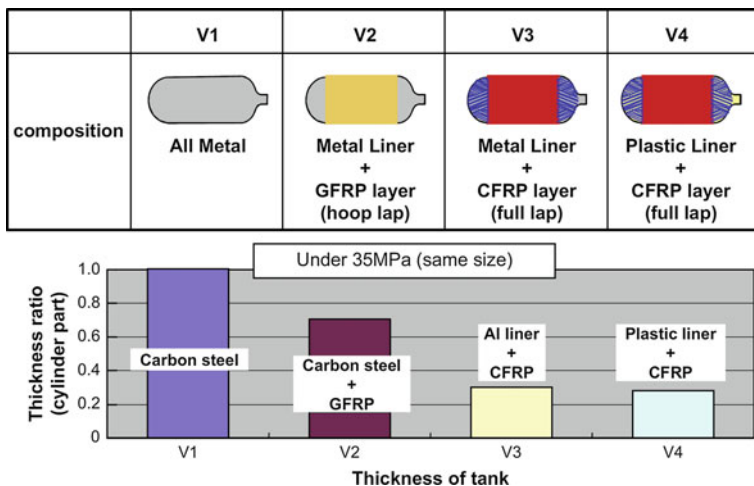 V1 V2 V3 V4
composition
All Metal
Metal Liner
+
GFRP layer
(hoop lap)
Metal Liner
+
CFRP layer
(full lap)
Plastic Liner
+
CFRP layer
(full lap)
Under 35MPa (same size)
Thickness ratio
(cylinder part)
1.0
0.8
0.6
0.4
0.2
0
Carbon steel
Carbon steel
+
GFRP
Al liner
+
CFRP
Plastic liner
+
CFRP
V1 V2 V3 V4
Thickness of tank